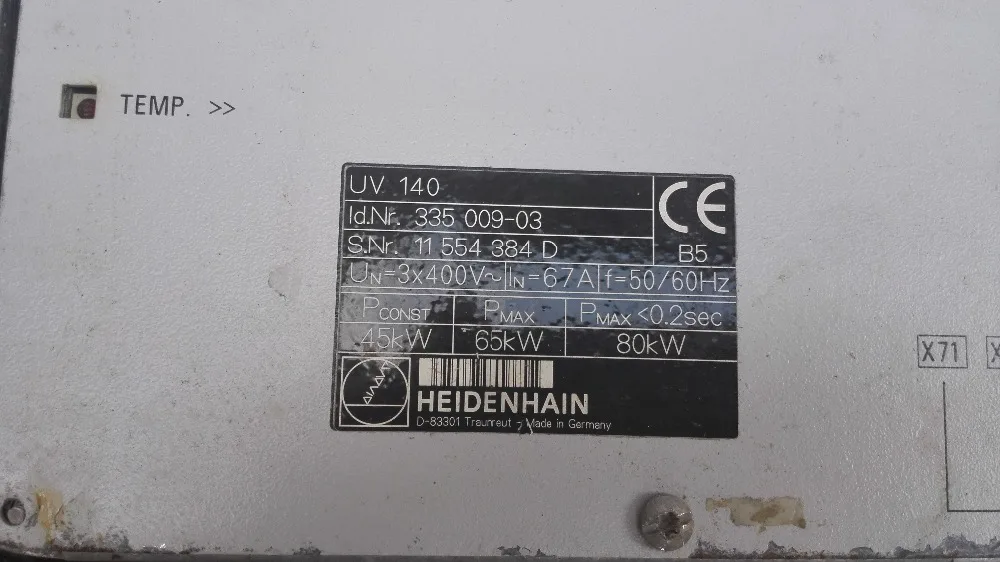 TEMP. >>
UV 140
Id.Nr. 335 009-03
S.Nr. 11 554 384 D
CE
B5
UN=3x400V~ IN=67A f=50/60Hz
PCONST PMAX PMAX <0.2sec
45kW 65kW 80kW
HEIDENHAIN
D-83301 Traunreut - Made in Germany
X71